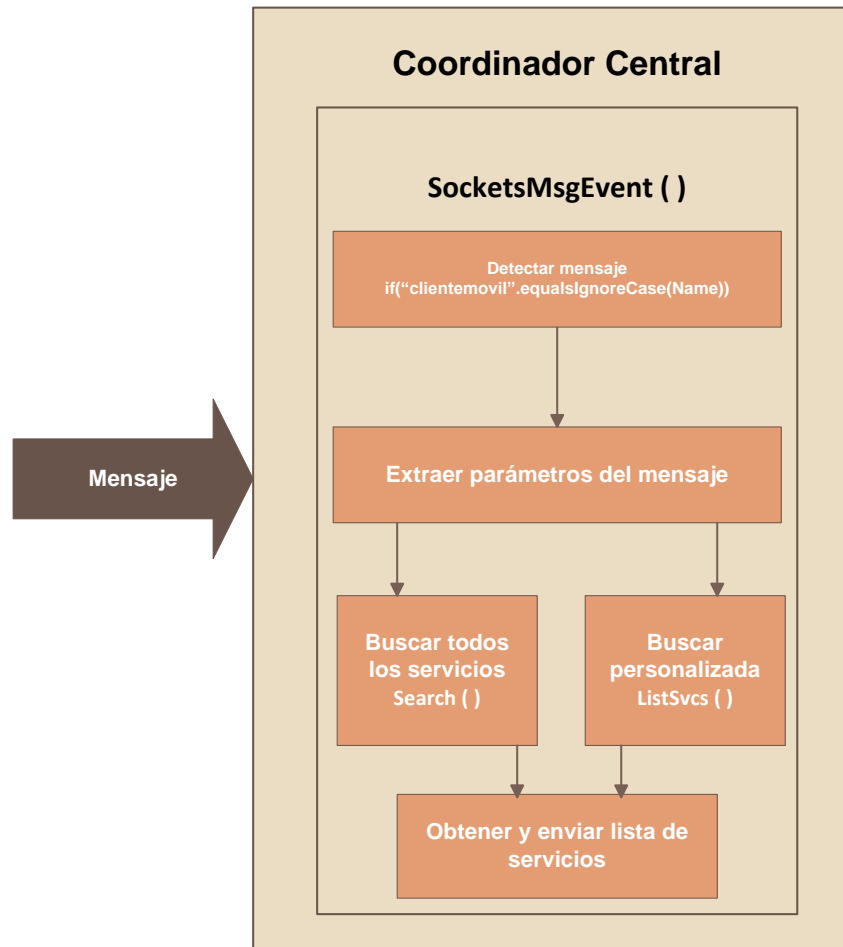 Coordinador Central
SocketsMsgEvent ( )
Detectar mensaje
if(“clientemovil”.equalsIgnoreCase(Name))
Mensaje
Extraer parámetros del mensaje
Buscar todos
los servicios
Search ( )
Buscar
personalizada
ListSvcs ( )
Obtener y enviar lista de
servicios